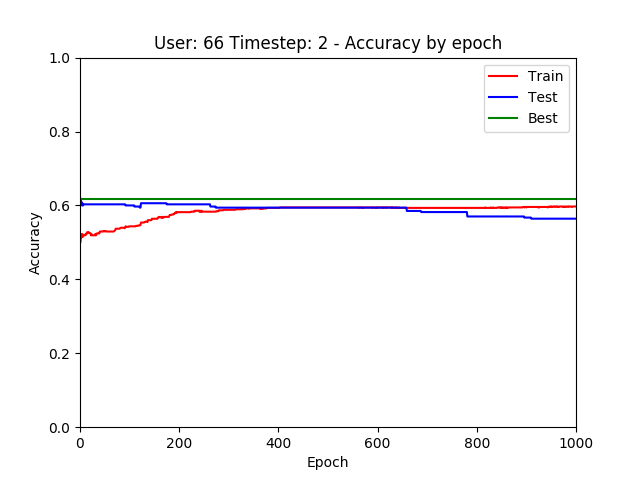 User: 66 Timestep: 2 - Accuracy by epoch
1.0
0.8
0.6
0.4
0.2
0.0
Accuracy
Train
Test
Best
0 200 400 600 800 1000
Epoch